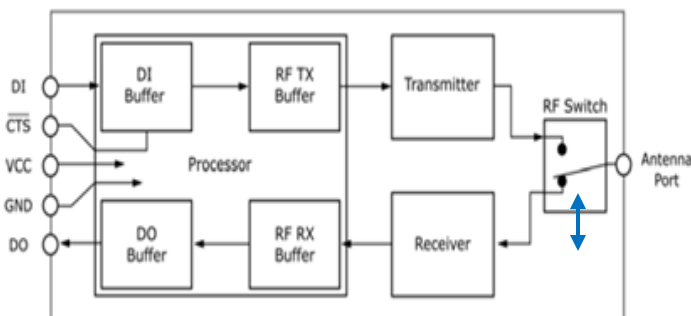 DI
CTS
VCC
GND
DO
DI
Buffer
RF TX
Buffer
Processor
DO
Buffer
RF RX
Buffer
Transmitter
Receiver
RF Switch
Antenna
Port